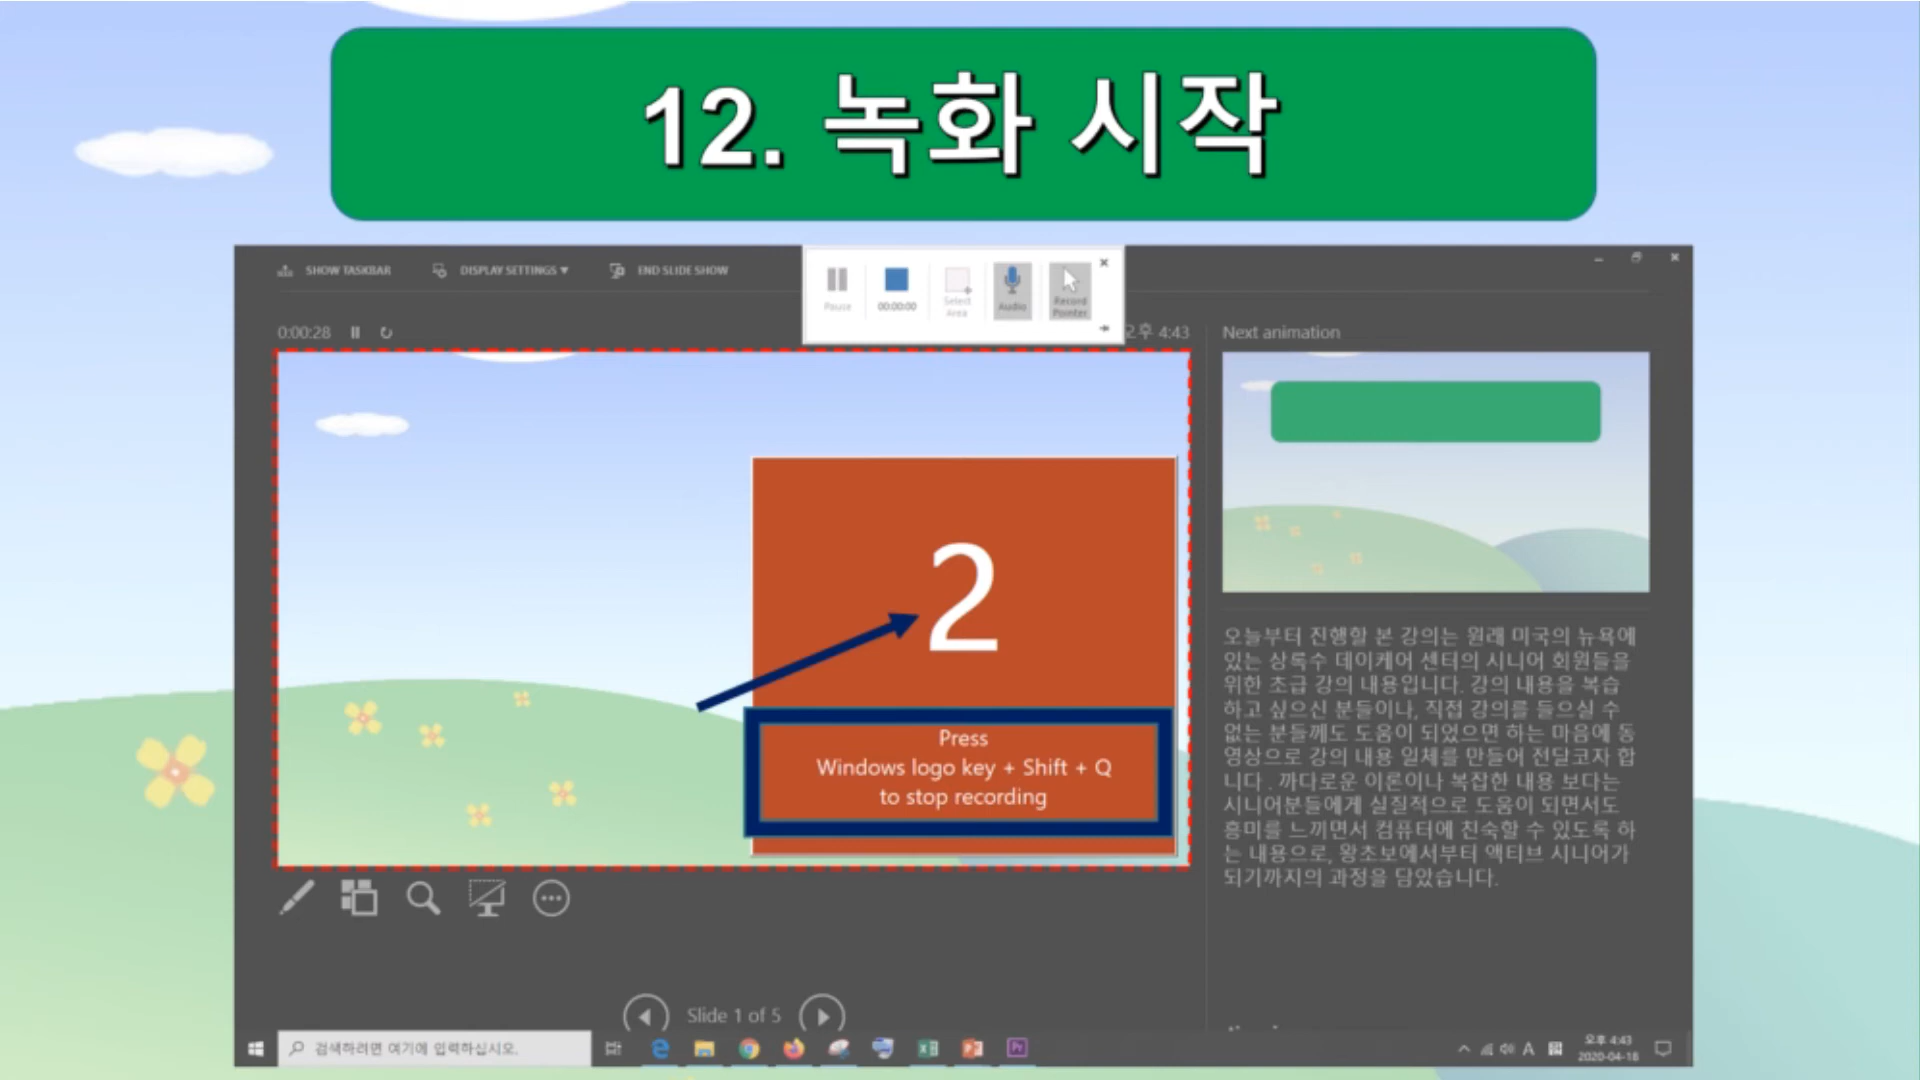 12. 녹화 시작
SHOW TASKBAR
DISPLAY SETTINGS
END SLIDE SHOW
Pause
00:00:00
Select
Area
Audio
Record
Pointer
0:00:28
오후 4:43
Next animation
2
Press
Windows logo key + Shift + Q
to stop recording
오늘부터 진행할 본 강의는 원래 미국의 뉴욕에
있는 상록수 데이케어 센터의 시니어 회원들을
위한 초급 강의 내용입니다. 강의 내용을 복습
하고 싶으신 분들이나, 직접 강의를 들으실 수
없는 분들께도 도움이 되었으면 하는 마음에 동
영상으로 강의 내용 일체를 만들어 전달코자 합
니다 . 까다로운 이론이나 복잡한 내용 보다는
시니어분들에게 실질적으로 도움이 되면서도
흥미를 느끼면서 컴퓨터에 친숙할 수 있도록 하
는 내용으로, 왕초보에서부터 액티브 시니어가
되기까지의 과정을 담았습니다.
Slide 1 of 5
검색하려면 여기에 입력하십시오.
Pr
A
오후 4:43
2020-04-18